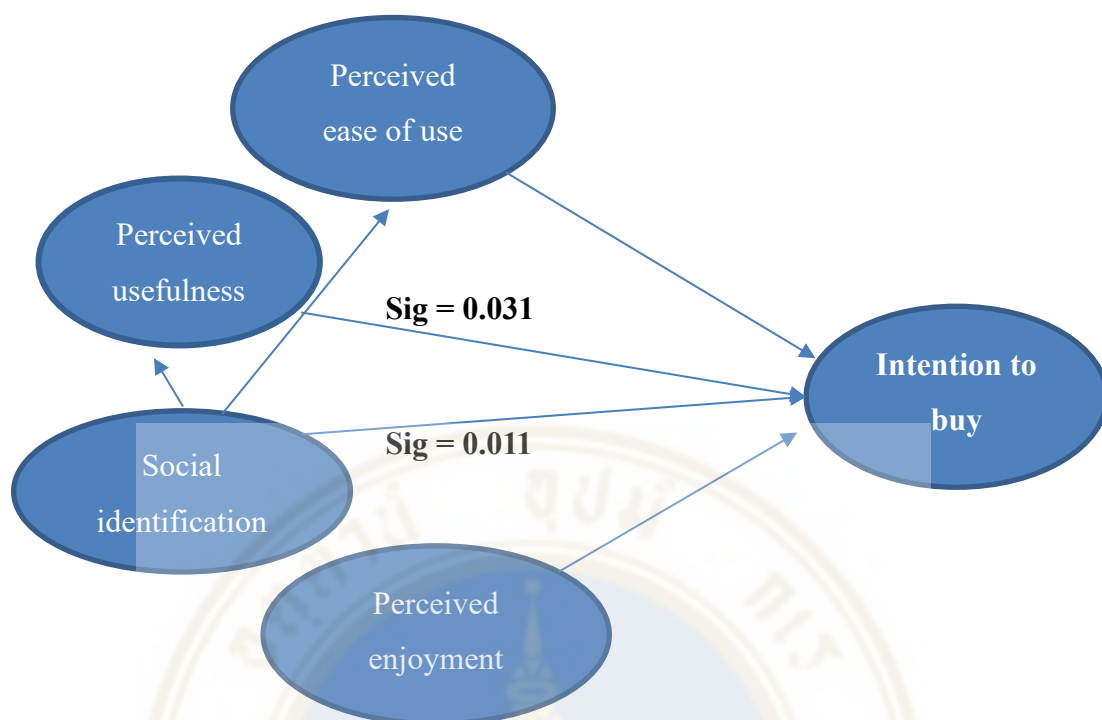 Perceived
ease of use
Perceived
usefulness
Sig = 0.031
Intention to
buy
Sig = 0.011
Social
identification
Perceived
enjoyment